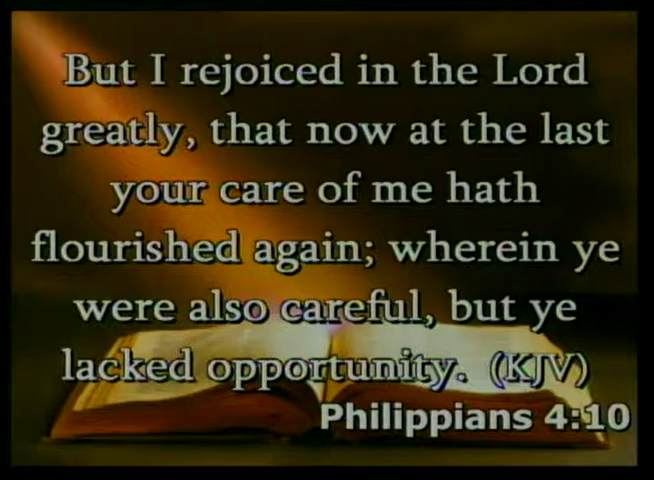 But I rejoiced in the Lord
greatly, that now at the last
your care of me hath
flourished again; wherein ye
were also careful, but ye
lacked opportunity. (KJV)
Philippians 4:10